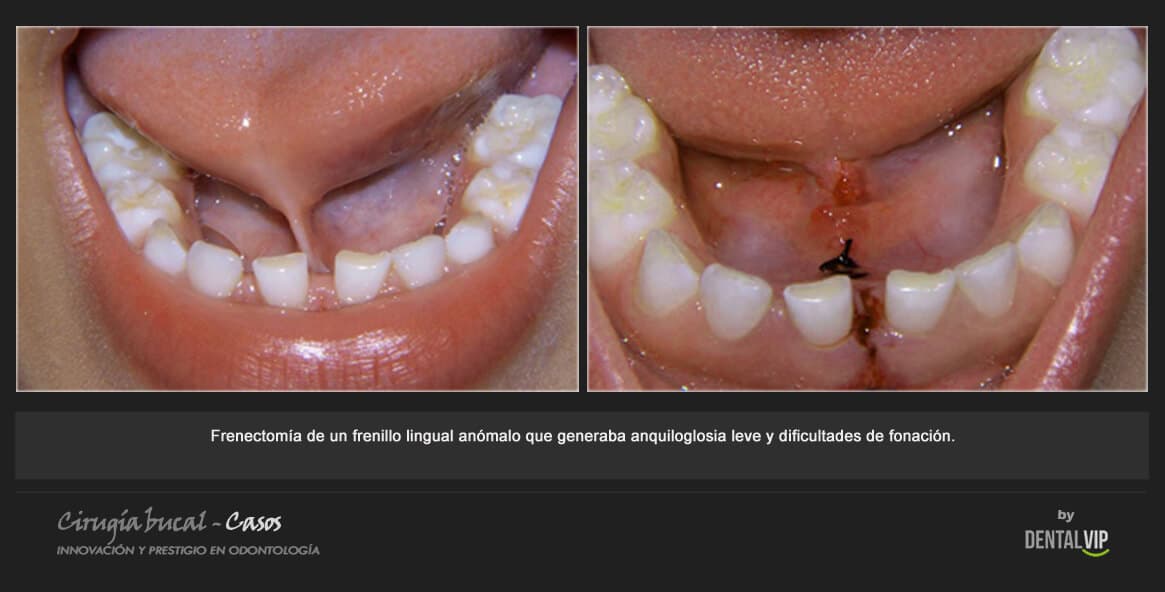 Frenectomía de un frenillo lingual anómalo que generaba anquiloglosia leve y dificultades de fonación.
Cirugía bucal - Casos
INNOVACIÓN Y PRESTIGIO EN ODONTOLOGÍA
by
DENTALVIP